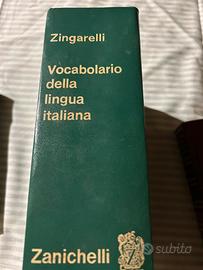 Zingarelli
Vocabolario
della
lingua
italiana
Zanichelli
subito